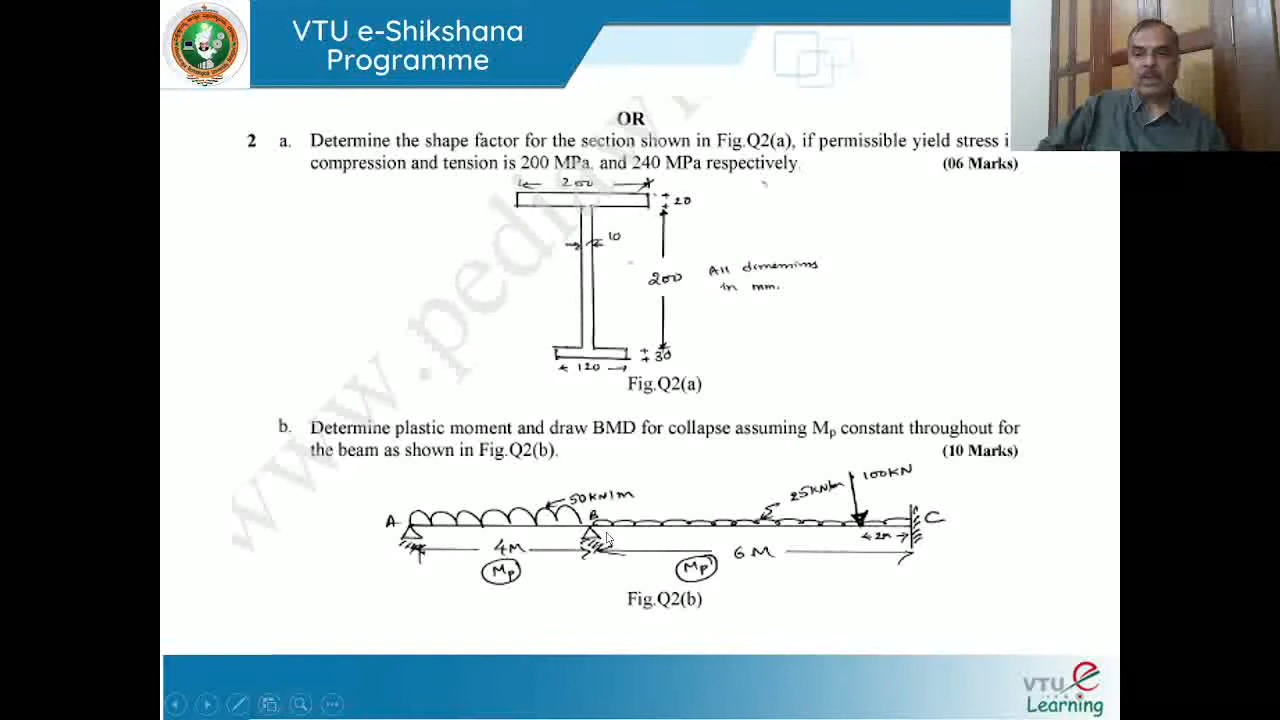 VTU e-Shikshana
Programme
OR
2 a. Determine the shape factor for the section shown in Fig.Q2(a), if permissible yield stress i
compression and tension is 200 MPa and 240 MPa respectively. (06 Marks)
200
20
10
200 All dimensions
in mm.
30
120
Fig.Q2(a)
b. Determine plastic moment and draw BMD for collapse assuming Mp constant throughout for
the beam as shown in Fig.Q2(b). (10 Marks)
100KN
25KN/m
50KN/m
A B C
2m
4M 6M
Mp Mp
Fig.Q2(b)
www.pedia
VTU e
Learning